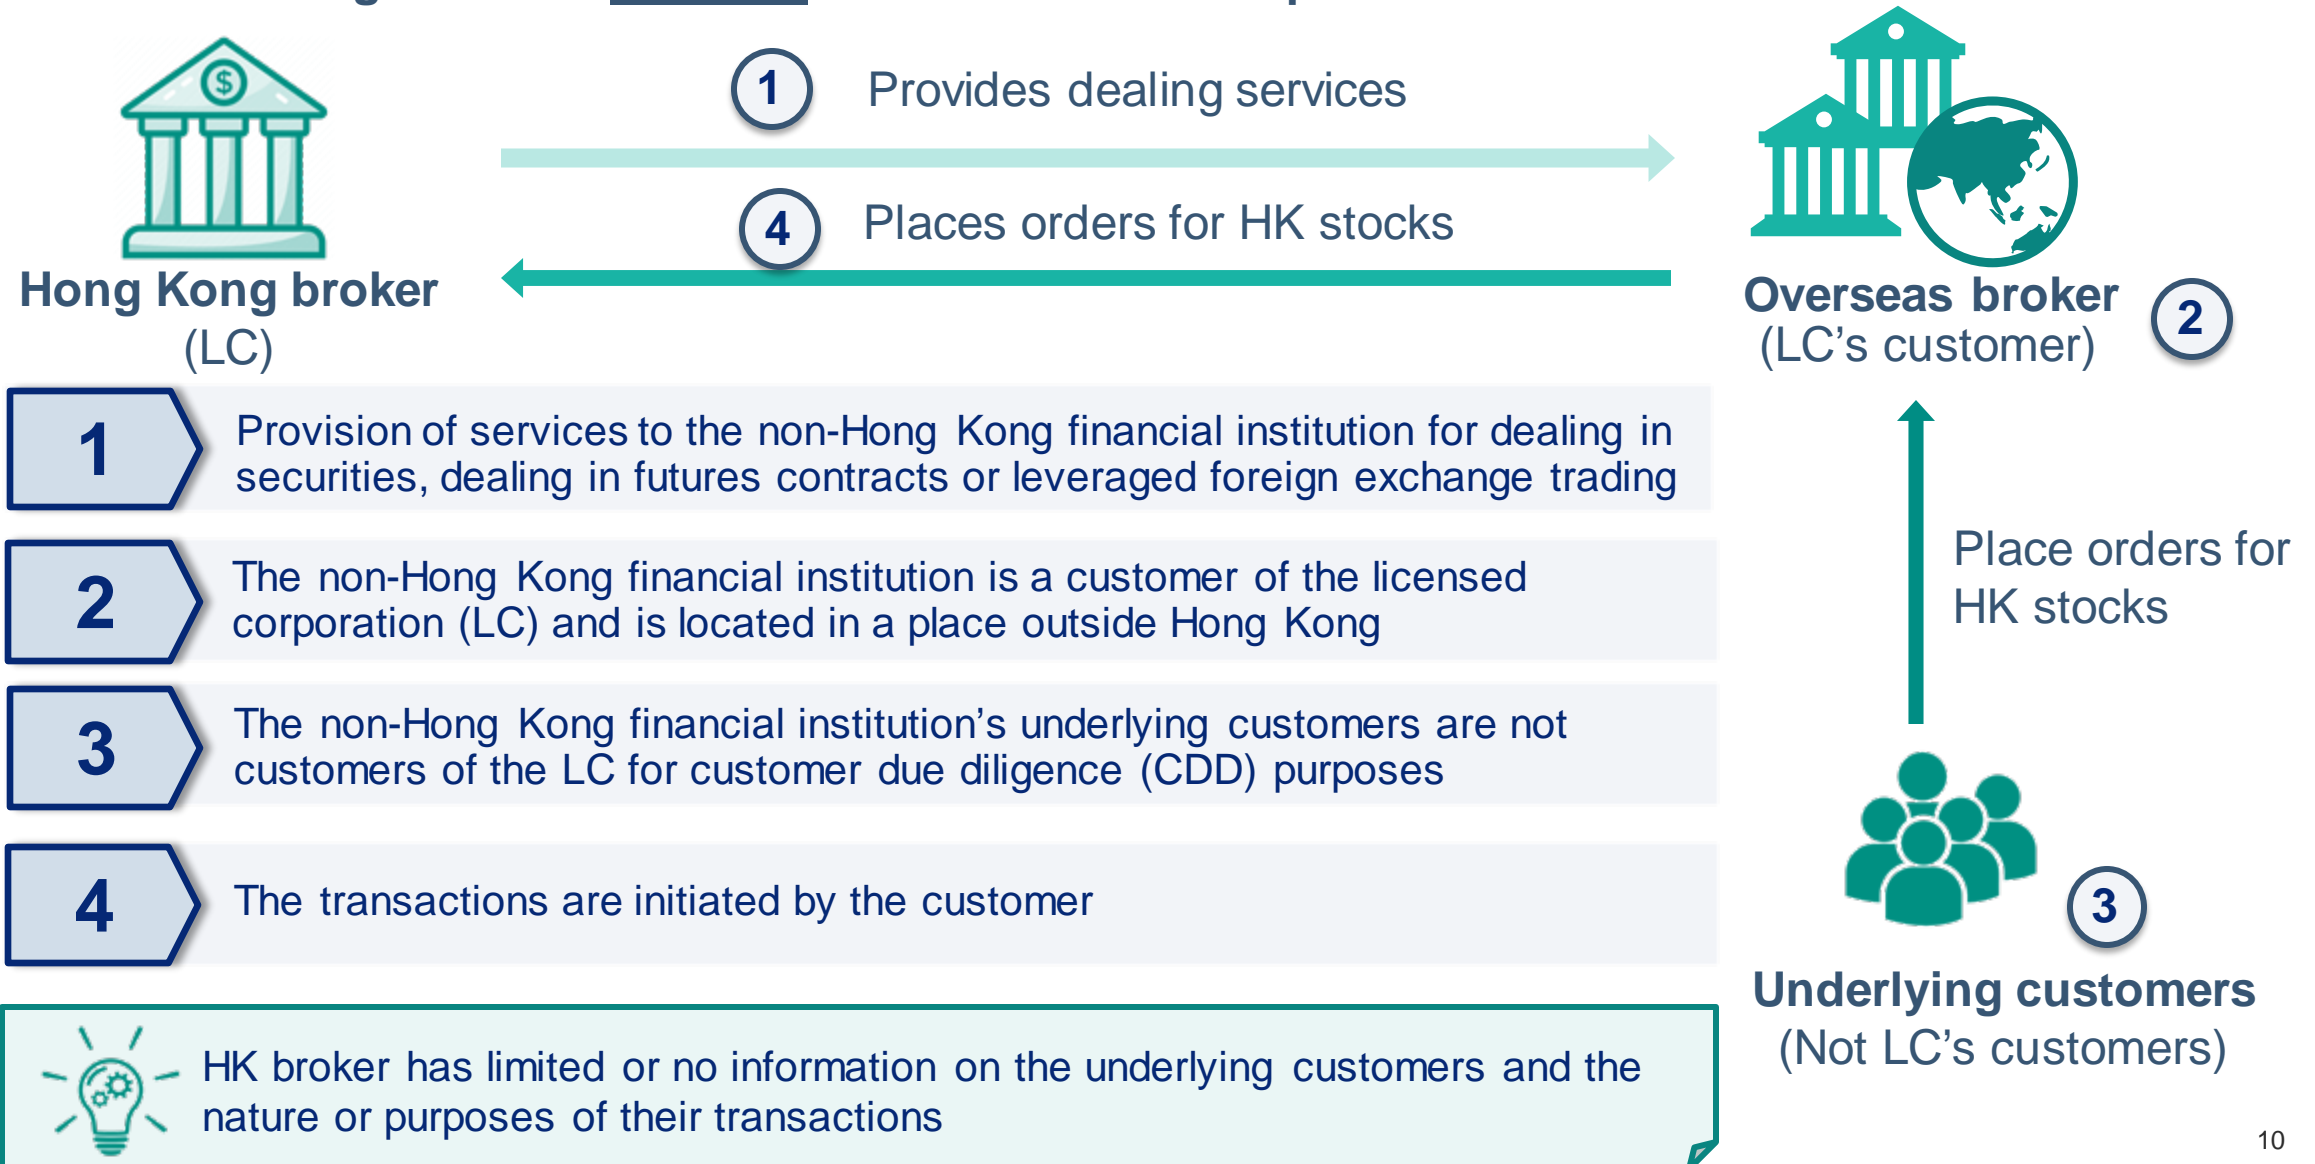 1
Provides dealing services
4
Places orders for HK stocks
$
Hong Kong broker
(LC)
Overseas broker
(LC’s customer)
2
1
Provision of services to the non-Hong Kong financial institution for dealing in
securities, dealing in futures contracts or leveraged foreign exchange trading
2
The non-Hong Kong financial institution is a customer of the licensed
corporation (LC) and is located in a place outside Hong Kong
3
The non-Hong Kong financial institution’s underlying customers are not
customers of the LC for customer due diligence (CDD) purposes
4
The transactions are initiated by the customer
Place orders for
HK stocks
3
Underlying customers
(Not LC’s customers)
HK broker has limited or no information on the underlying customers and the
nature or purposes of their transactions
10